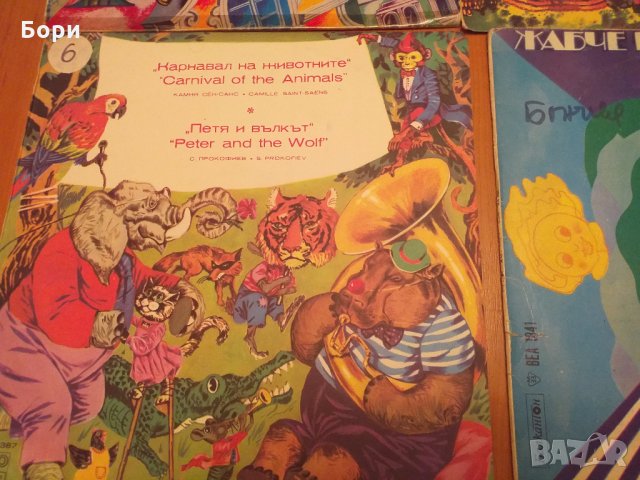 Бори
6
„Карнавал на животните"
"Carnival of the Animals"
КАМИЙ СЕН-САНС • CAMILLE SAINT-SAËNS
*
„Петя и вълкът"
"Peter and the Wolf"
С. ПРОКОФИЕВ • S. PROKOFIEV
ЖАБЧЕ
ВЕА 1941
BAZAR